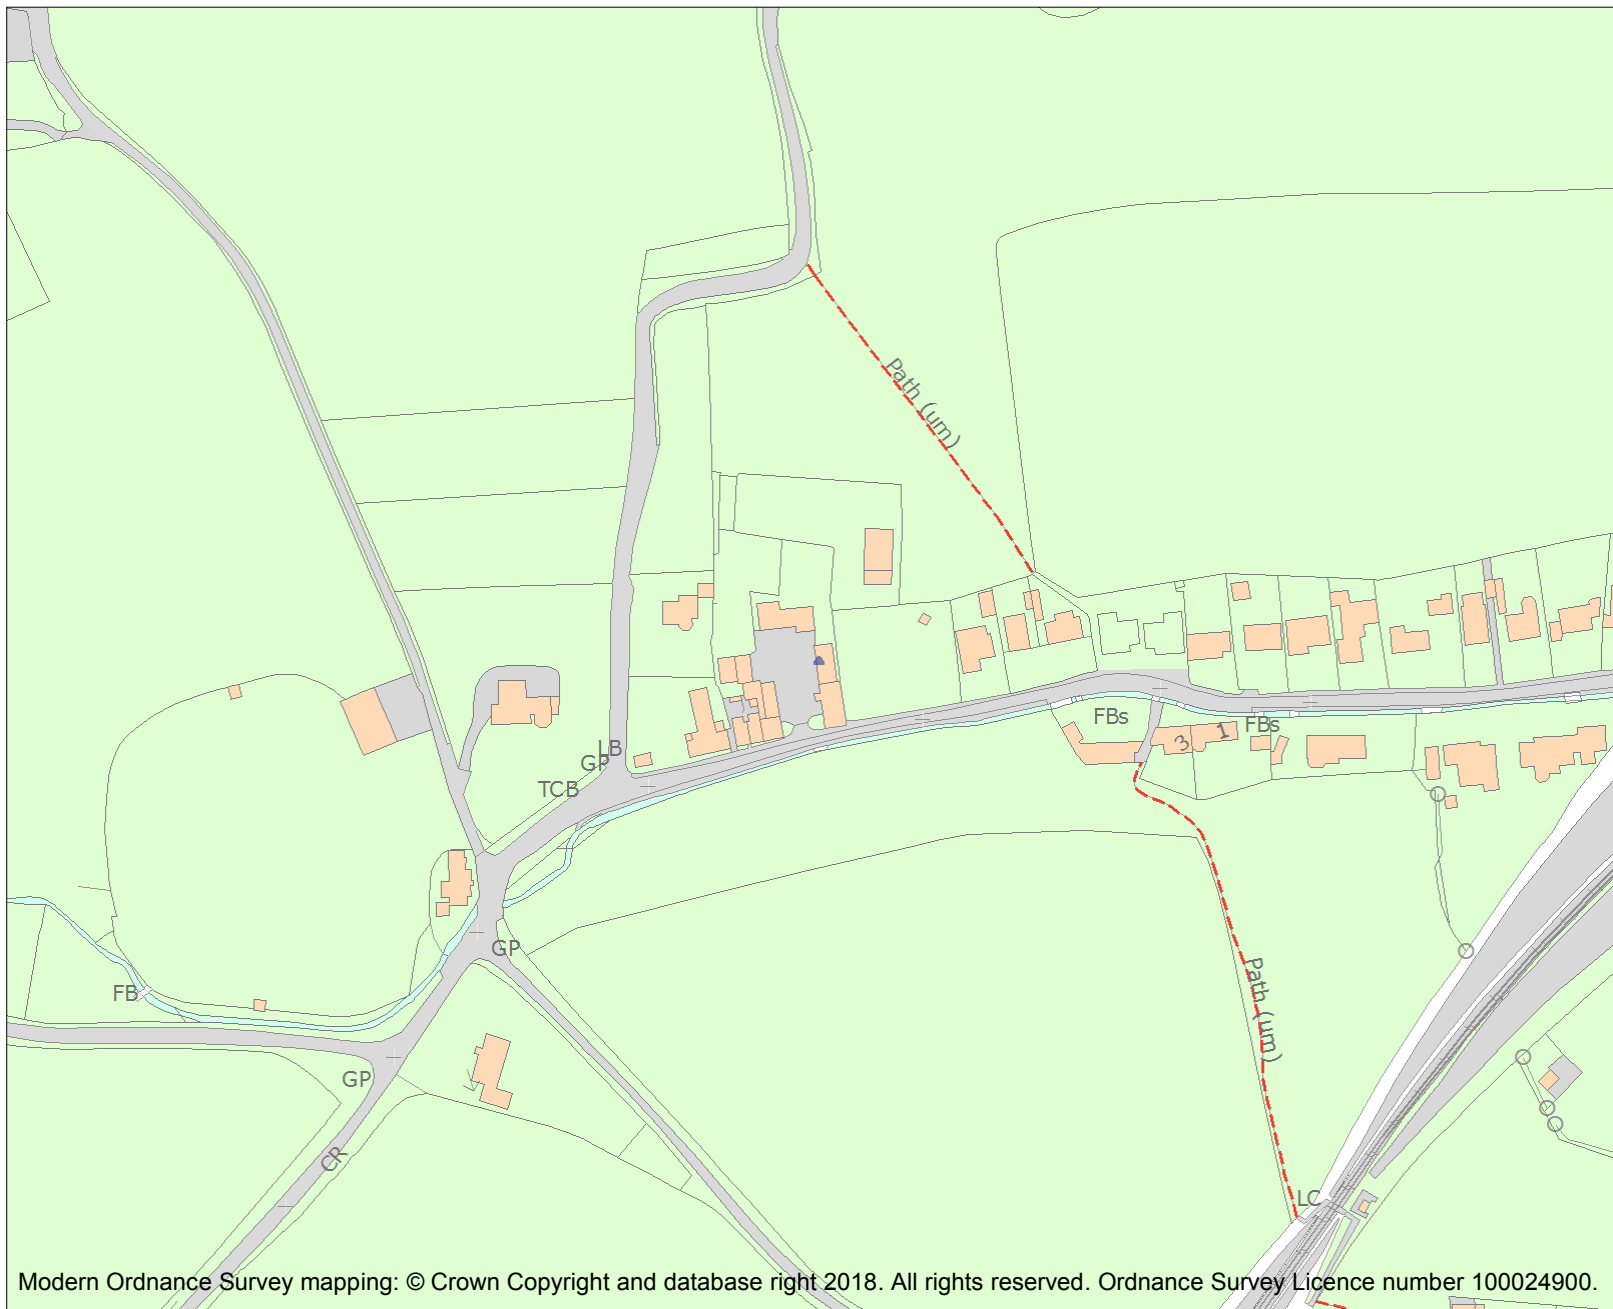 Path (um)
FBs
3
1
FBs
LB
GP
TCB
GP
FB
Path (um)
GP
CR
LC
Modern Ordnance Survey mapping: © Crown Copyright and database right 2018. All rights reserved. Ordnance Survey Licence number 100024900.